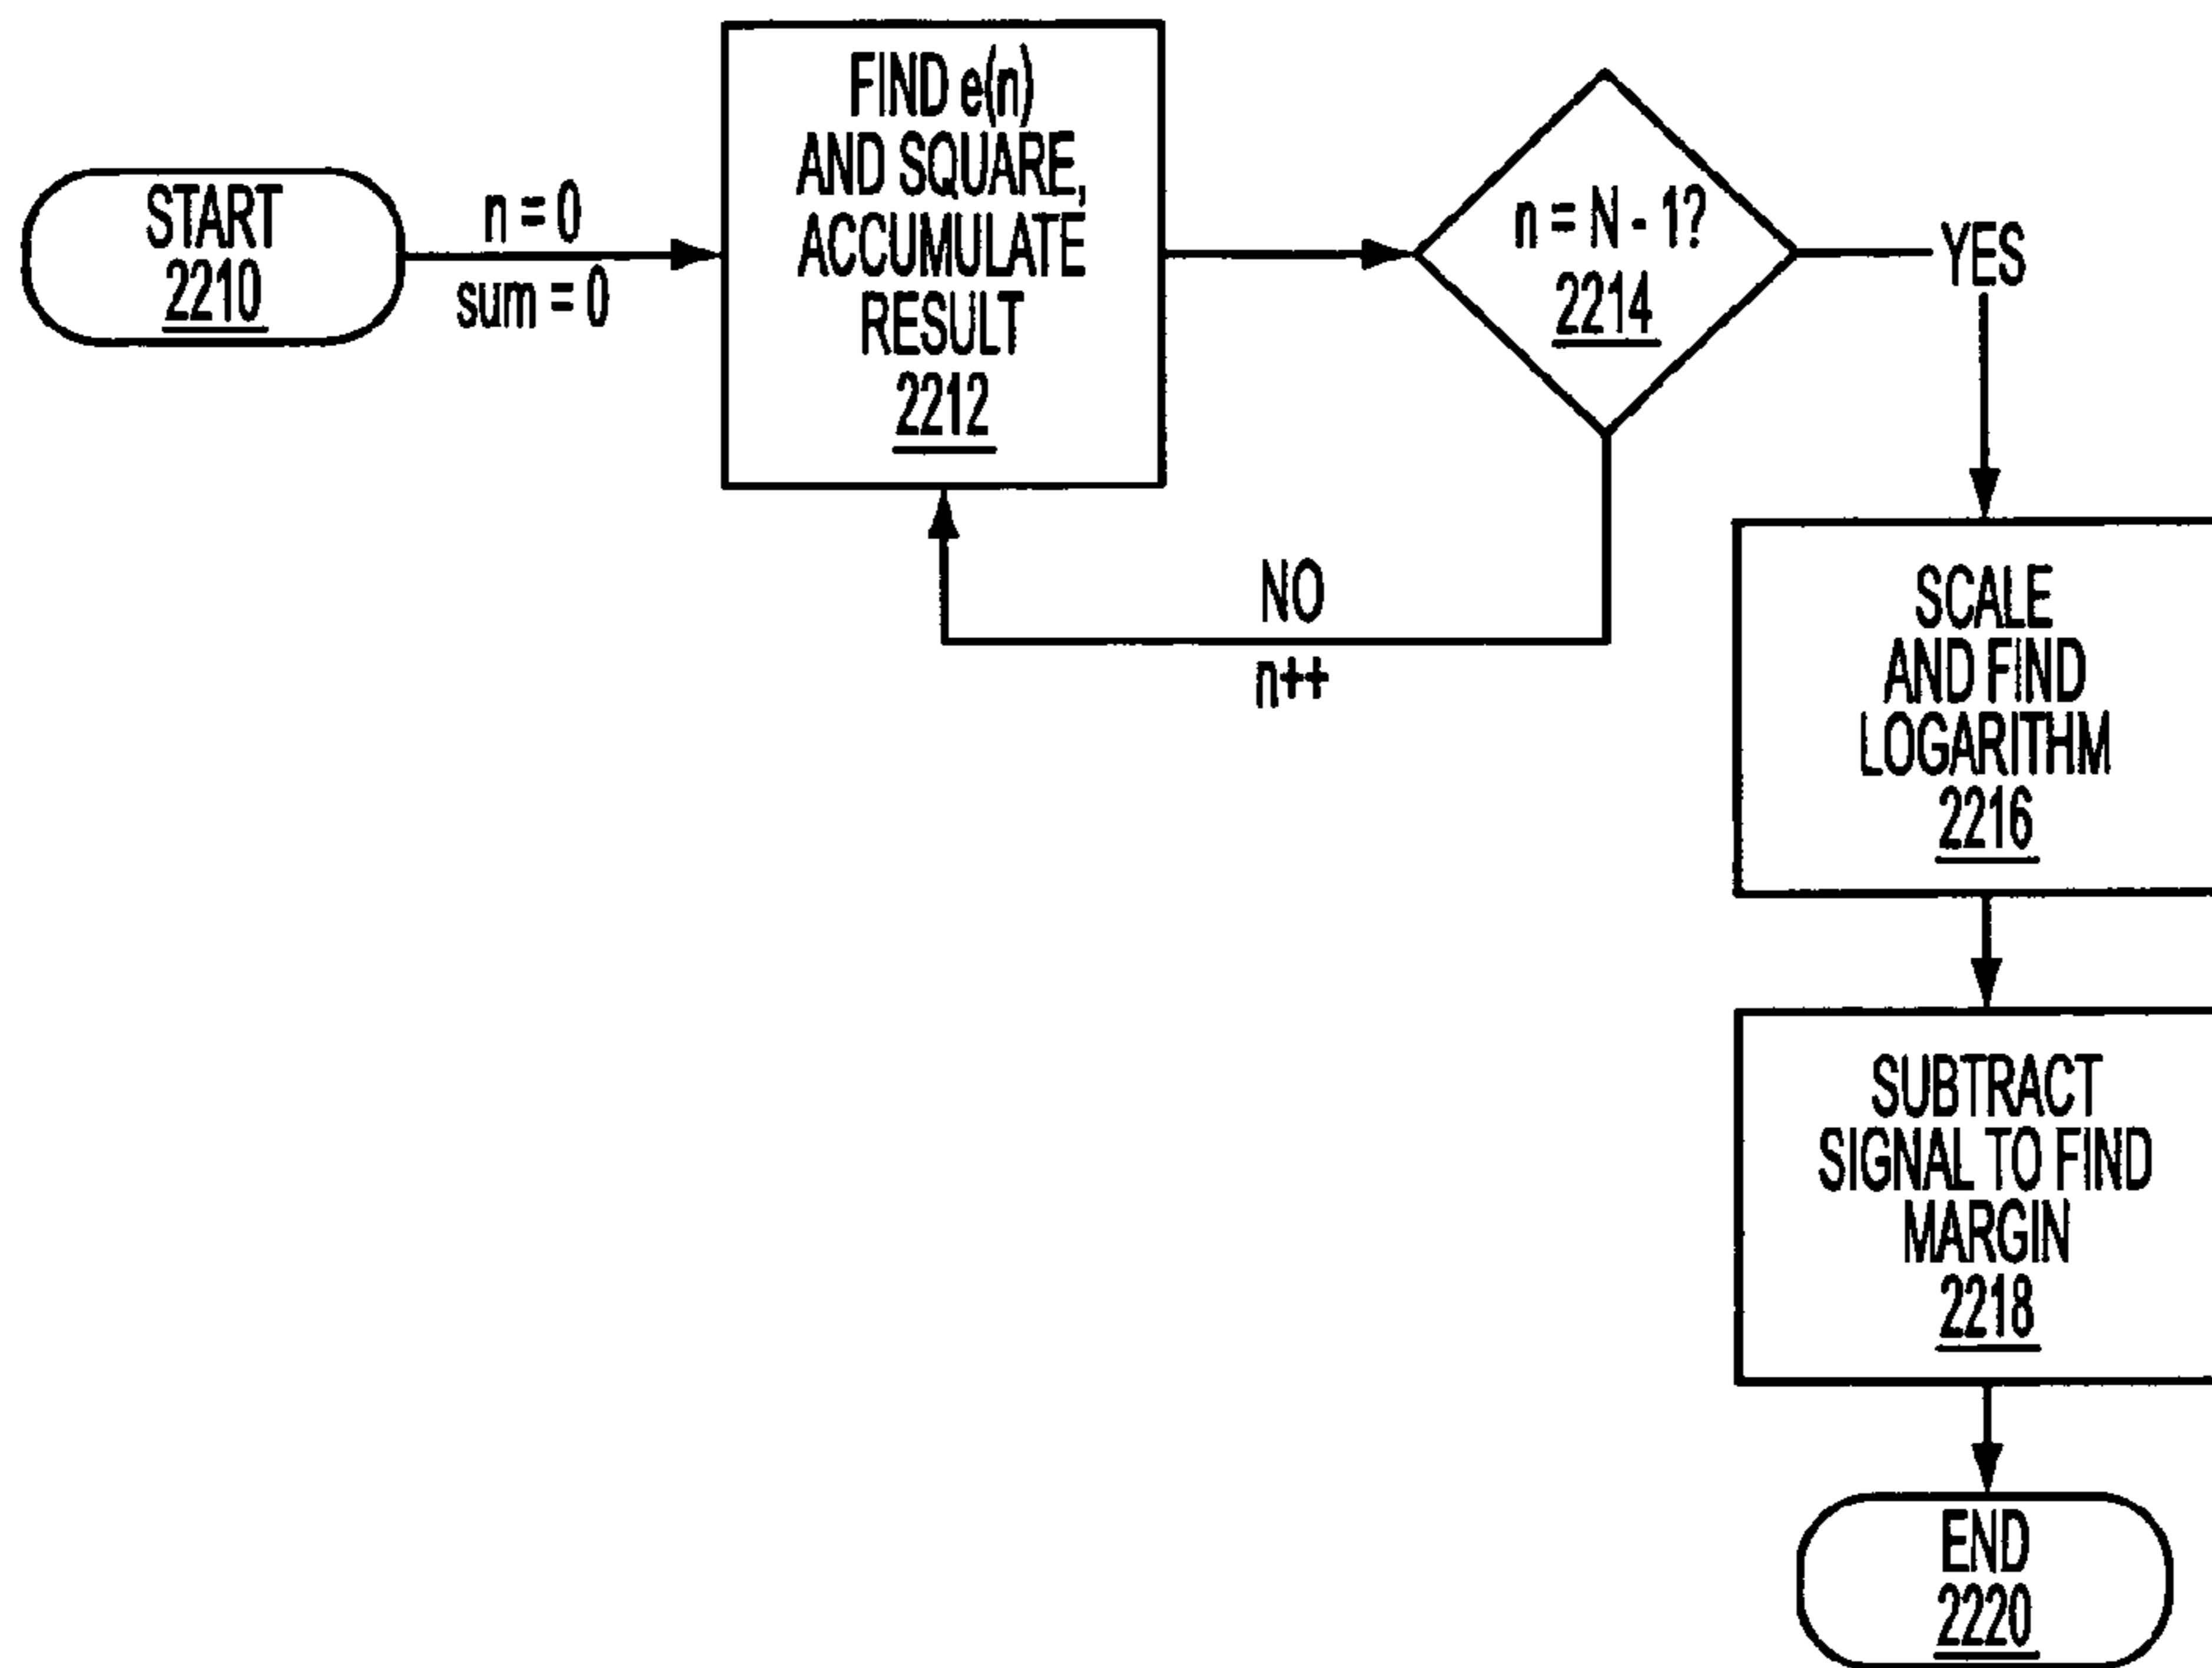 START
2210
n = 0
sum = 0
FIND e(n)
AND SQUARE,
ACCUMULATE
RESULT
2212
n = N - 1?
2214
YES
NO
n++
SCALE
AND FIND
LOGARITHM
2216
SUBTRACT
SIGNAL TO FIND
MARGIN
2218
END
2220